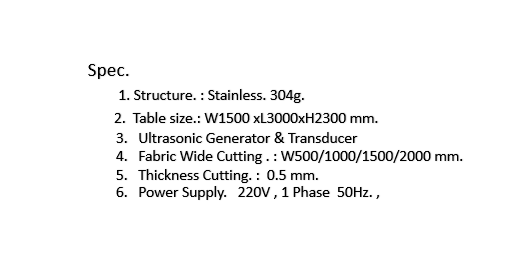 Spec.
1. Structure. : Stainless. 304g.
2. Table size.: W1500 xL3000xH2300 mm.
3. Ultrasonic Generator & Transducer
4. Fabric Wide Cutting . : W500/1000/1500/2000 mm.
5. Thickness Cutting. : 0.5 mm.
6. Power Supply. 220V , 1 Phase 50Hz. ,